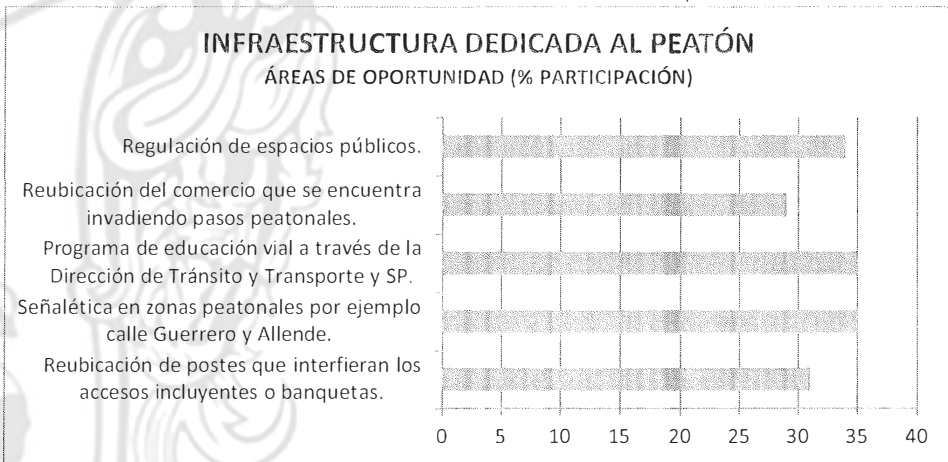 INFRAESTRUCTURA DEDICADA AL PEATÓN
ÁREAS DE OPORTUNIDAD (% PARTICIPACIÓN)
Regulación de espacios públicos.
Reubicación del comercio que se encuentra
invadiendo pasos peatonales.
Programa de educación vial a través de la
Dirección de Tránsito y Transporte y SP.
Señalética en zonas peatonales por ejemplo
calle Guerrero y Allende.
Reubicación de postes que interfieran los
accesos incluyentes o banquetas.
0 5 10 15 20 25 30 35 40